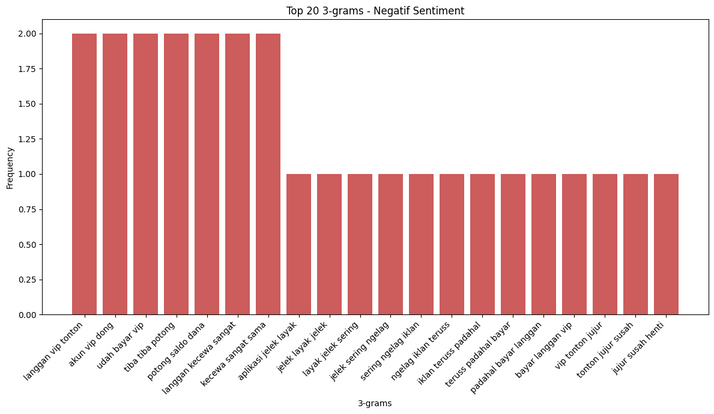 Top 20 3-grams - Negatif Sentiment
2.00
1.75
1.50
1.25
1.00
0.75
0.50
0.25
0.00
Frequency
langgan vip tonton
akun vip dong
udah bayar vip
tiba tiba potong
potong saldo dana
langgan kecewa sangat
kecewa sangat sama
aplikasi jelek layak
jelek layak jelek
layak jelek sering
jelek sering ngelag
sering ngelag iklan
ngelag iklan teruss
iklan teruss padahal
teruss padahal bayar
padahal bayar langgan
bayar langgan vip
vip tonton jujur
tonton jujur susah
jujur susah henti
3-grams